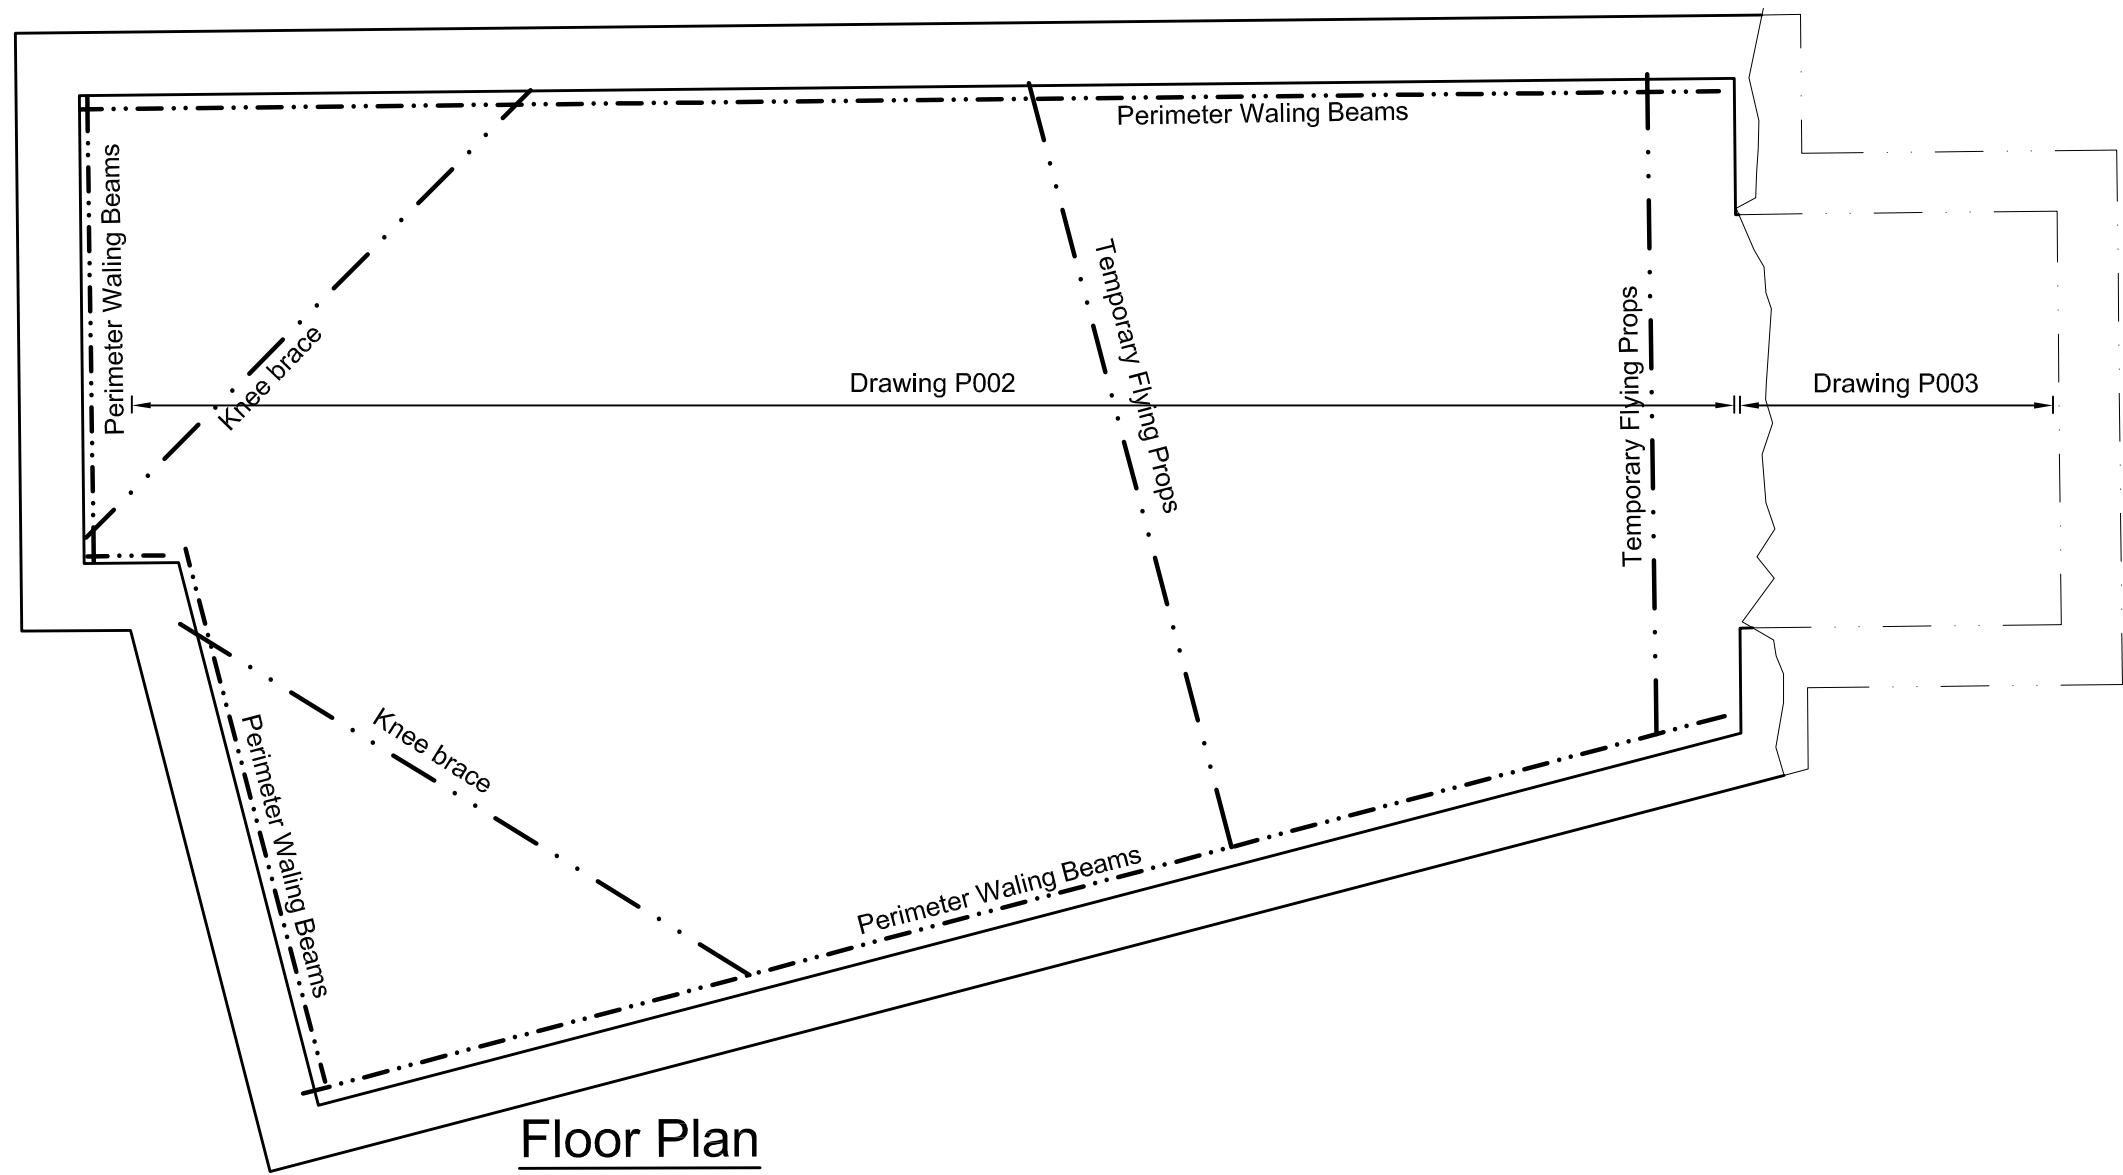 Perimeter Waling Beams
Perimeter Waling Beams
Knee brace
Temporary Flying Props
Temporary Flying Props
Drawing P002
Drawing P003
Knee brace
Perimeter Waling Beams
Perimeter Waling Beams
Floor Plan